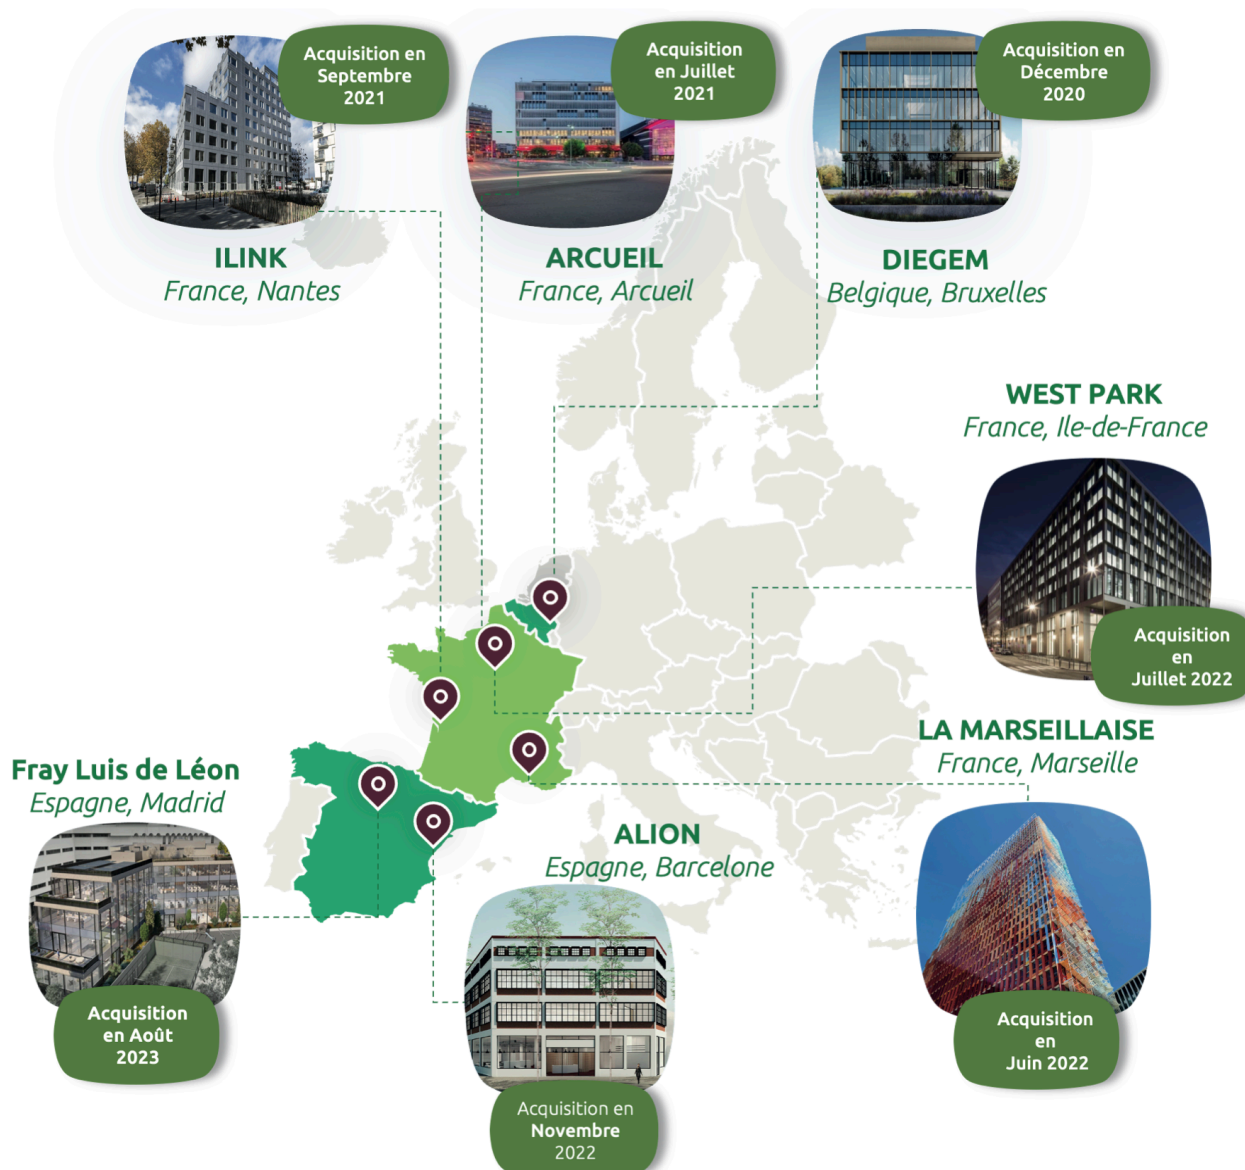 Acquisition en
Septembre
2021
ILINK
France, Nantes
Acquisition
en Juillet
2021
ARCUEIL
France, Arcueil
Acquisition en
Décembre
2020
DIEGEM
Belgique, Bruxelles
WEST PARK
France, Ile-de-France
Acquisition
en
Juillet 2022
LA MARSEILLAISE
France, Marseille
Acquisition
en
Juin 2022
Fray Luis de Léon
Espagne, Madrid
Acquisition
en Août
2023
ALION
Espagne, Barcelone
Acquisition en
Novembre
2022